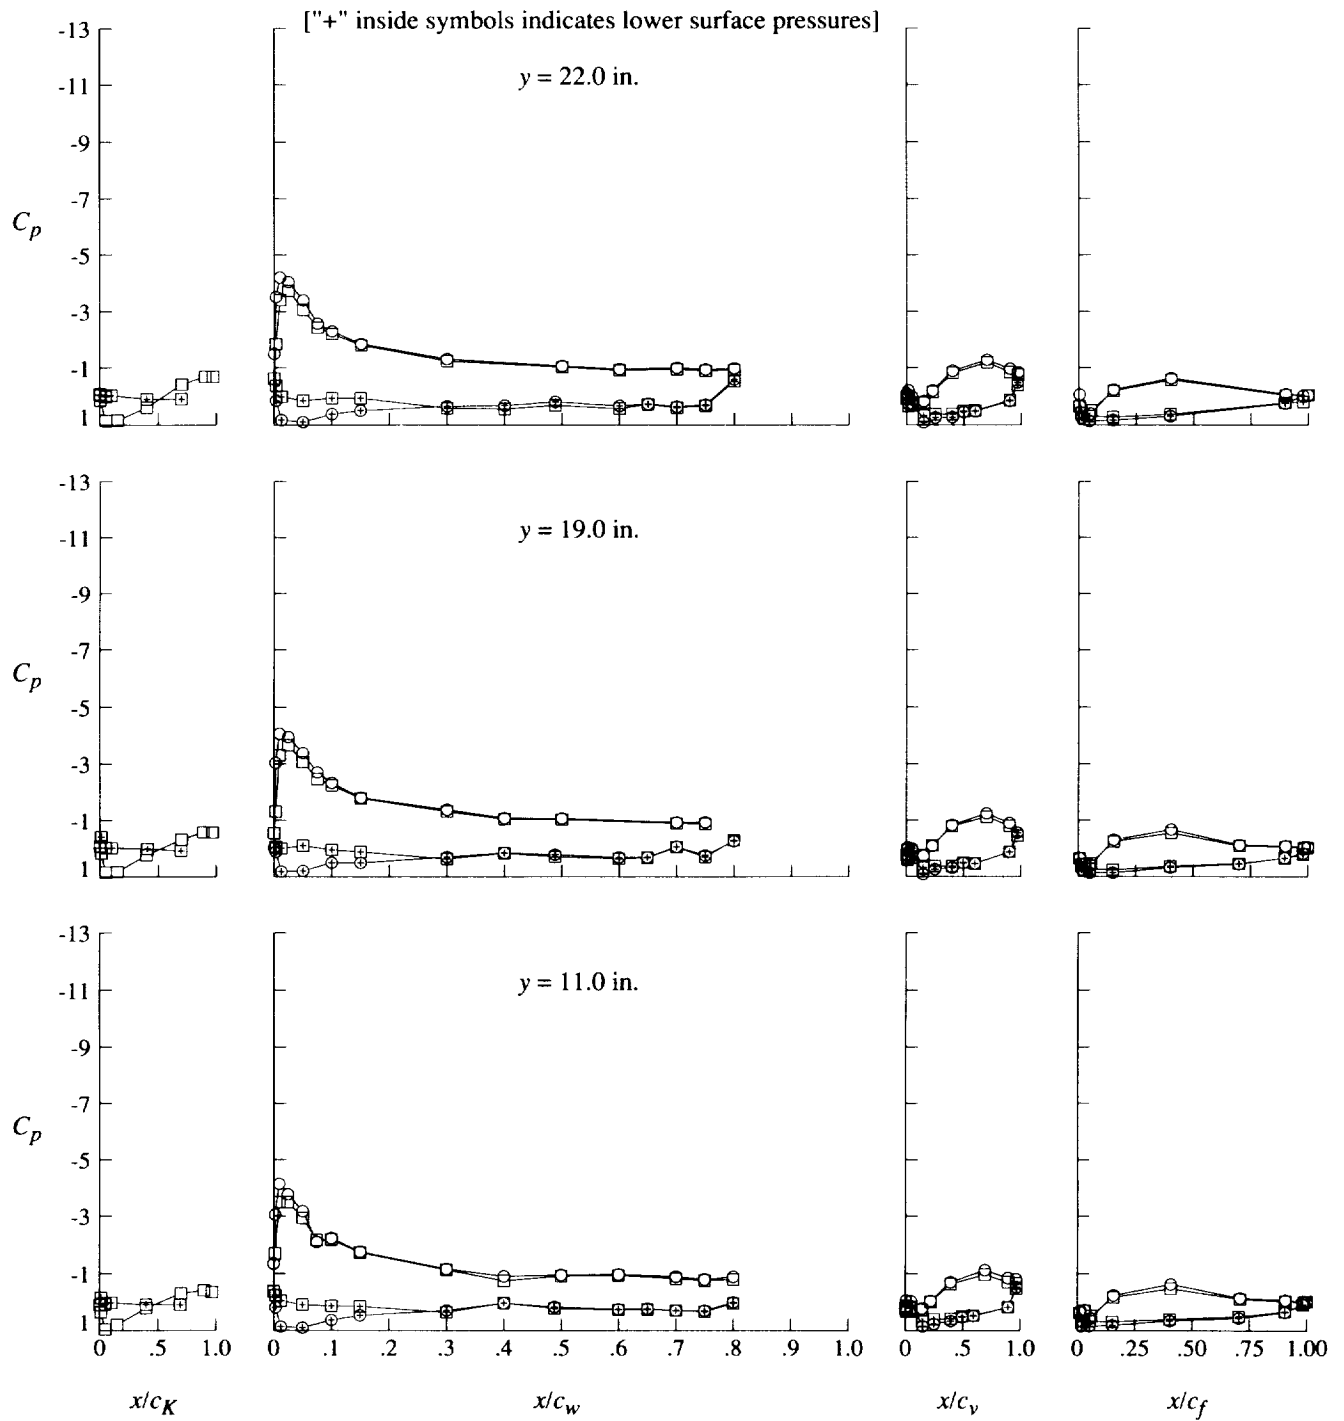 ["+" inside symbols indicates lower surface pressures]
y = 22.0 in.
-13
-11
-9
-7
-5
-3
-1
1
C_p
y = 19.0 in.
-13
-11
-9
-7
-5
-3
-1
1
C_p
y = 11.0 in.
-13
-11
-9
-7
-5
-3
-1
1
C_p
0 .5 1.0 0 .1 .2 .3 .4 .5 .6 .7 .8 1.0 0 .5 1.0 0 .25 .50 .75 1.00
x/c_K x/c_w x/c_v x/c_f